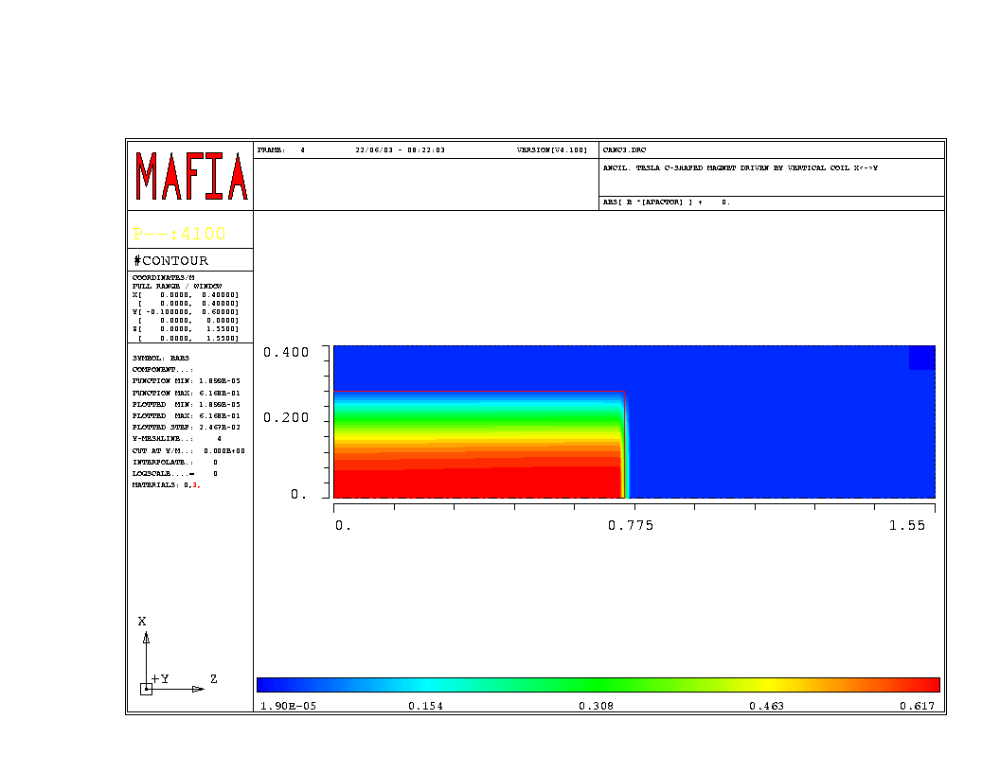 MAFIA
FRAME: 4 22/06/03 - 08:22:03 VERSION[V4.100] CANC3.DRC
ANCIL. TESLA C-SHAPED MAGNET DRIVEN BY VERTICAL COIL X<->Y
ABS[ B *[AFACTOR] ] + 0.
P--:4100
#CONTOUR
COORDINATES/M
FULL RANGE / WINDOW
X[ 0.0000, 0.40000]
[ 0.0000, 0.40000]
Y[ -0.100000, 0.60000]
[ 0.0000, 0.0000]
Z[ 0.0000, 1.5500]
[ 0.0000, 1.5500]
SYMBOL: BABS
COMPONENT...:
FUNCTION MIN: 1.899E-05
FUNCTION MAX: 6.168E-01
PLOTTED MIN: 1.899E-05
PLOTTED MAX: 6.168E-01
PLOTTED STEP: 2.467E-02
Y-MESHLINE..: 4
CUT AT Y/M..: 0.000E+00
INTERPOLATE.: 0
LOGSCALE....= 0
MATERIALS: 0,3,
0.400
0.200
0.
0. 0.775 1.55
X
+Y Z
1.90E-05 0.154 0.308 0.463 0.617